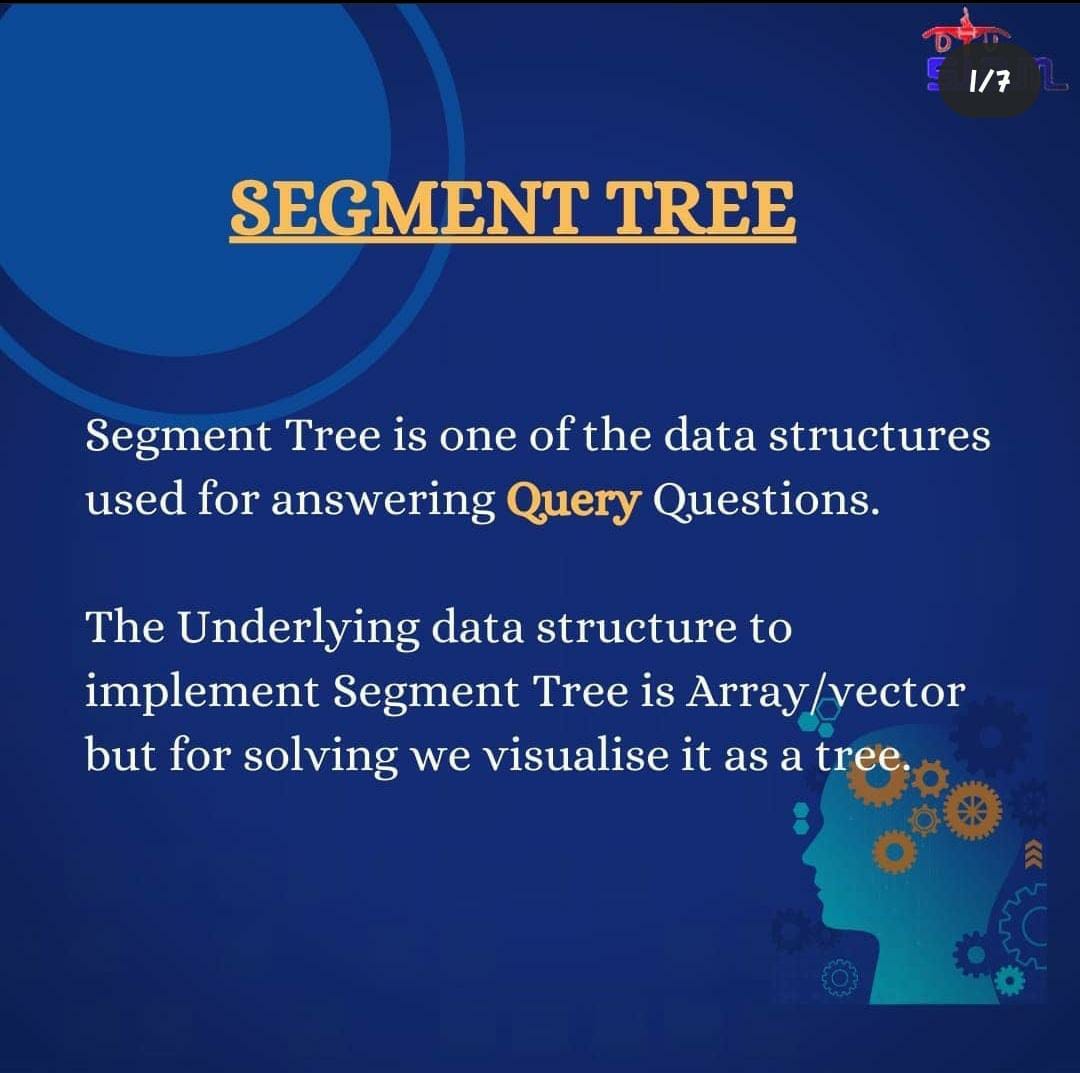 1/7
SEGMENT TREE
Segment Tree is one of the data structures
used for answering Query Questions.
The Underlying data structure to
implement Segment Tree is Array/vector
but for solving we visualise it as a tree.